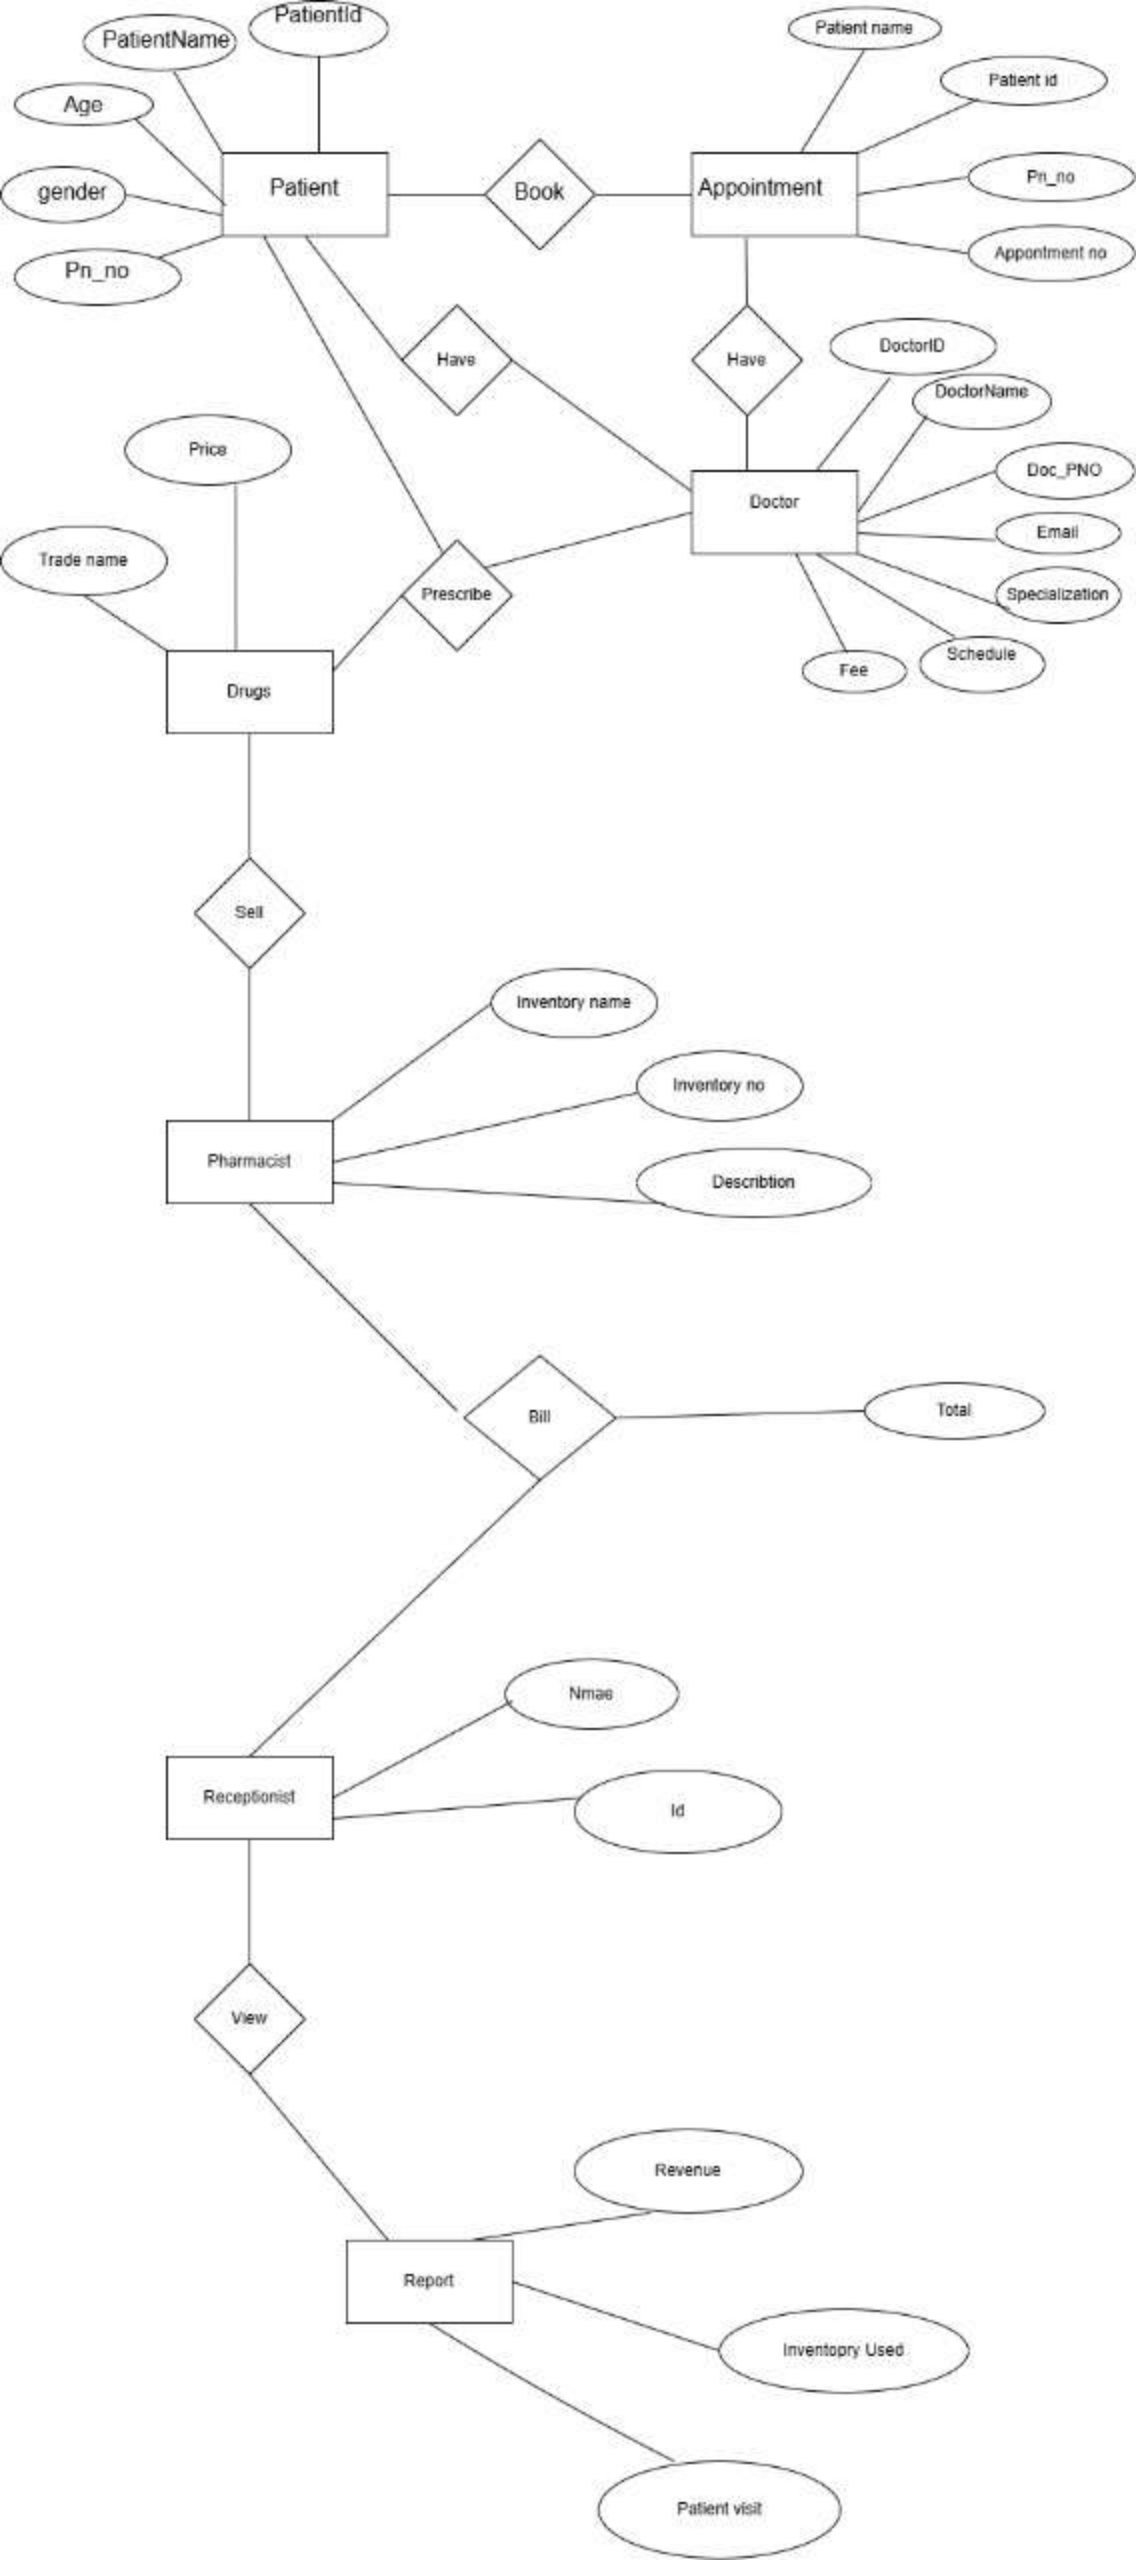 PatientId
PatientName
Patient name
Patient id
Age
Patient
Book
Appointment
Pn_no
gender
Pn_no
Appontment no
Have
Have
DoctorID
DoctorName
Price
Doc_PNO
Doctor
Email
Trade name
Prescribe
Specialization
Schedule
Fee
Drugs
Sell
Inventory name
Inventory no
Pharmacist
Describtion
Bill
Total
Nmae
Receptionist
Id
View
Revenue
Report
Inventopry Used
Patient visit